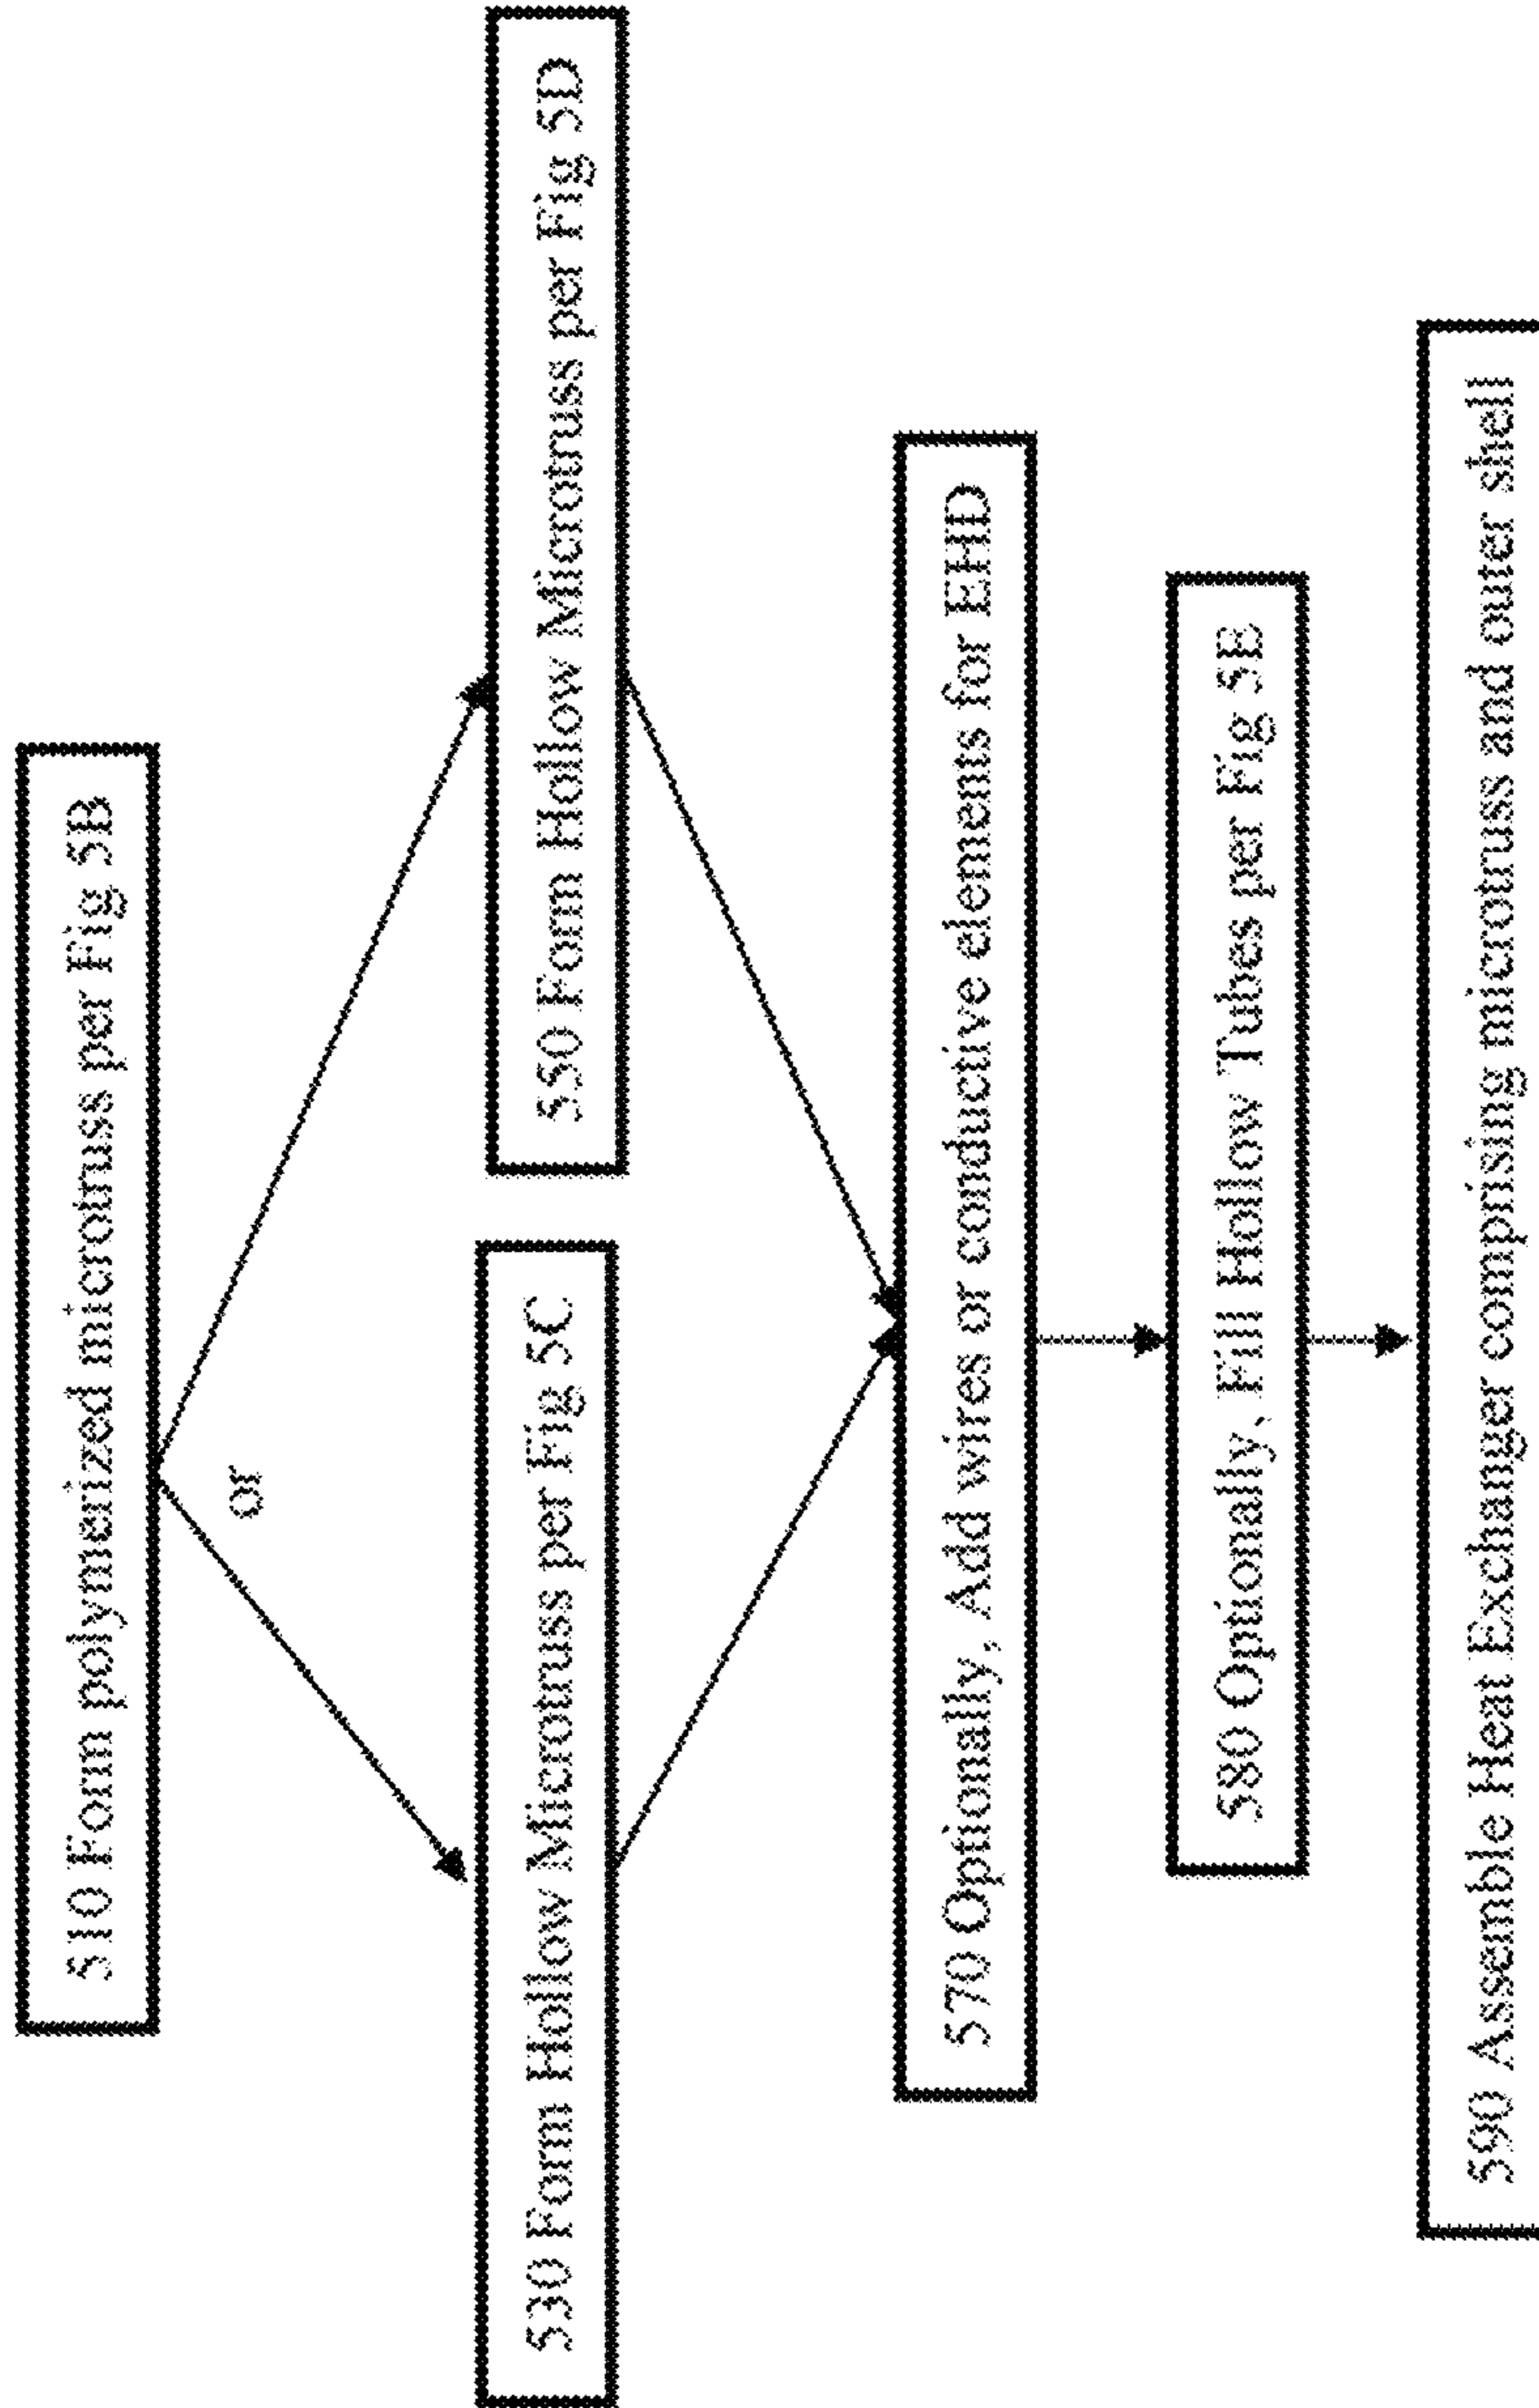 510 Form polymerized microtruss per Fig 5B
or
530 Form Hollow Microtruss per Fig 5C
550 Form Hollow Microtruss per Fig 5D
570 Optionally, Add wires or conductive elements for EHD
580 Optionally, Fill Hollow Tubes per Fig 5E
590 Assemble Heat Exchanger comprising microtruss and outer shell